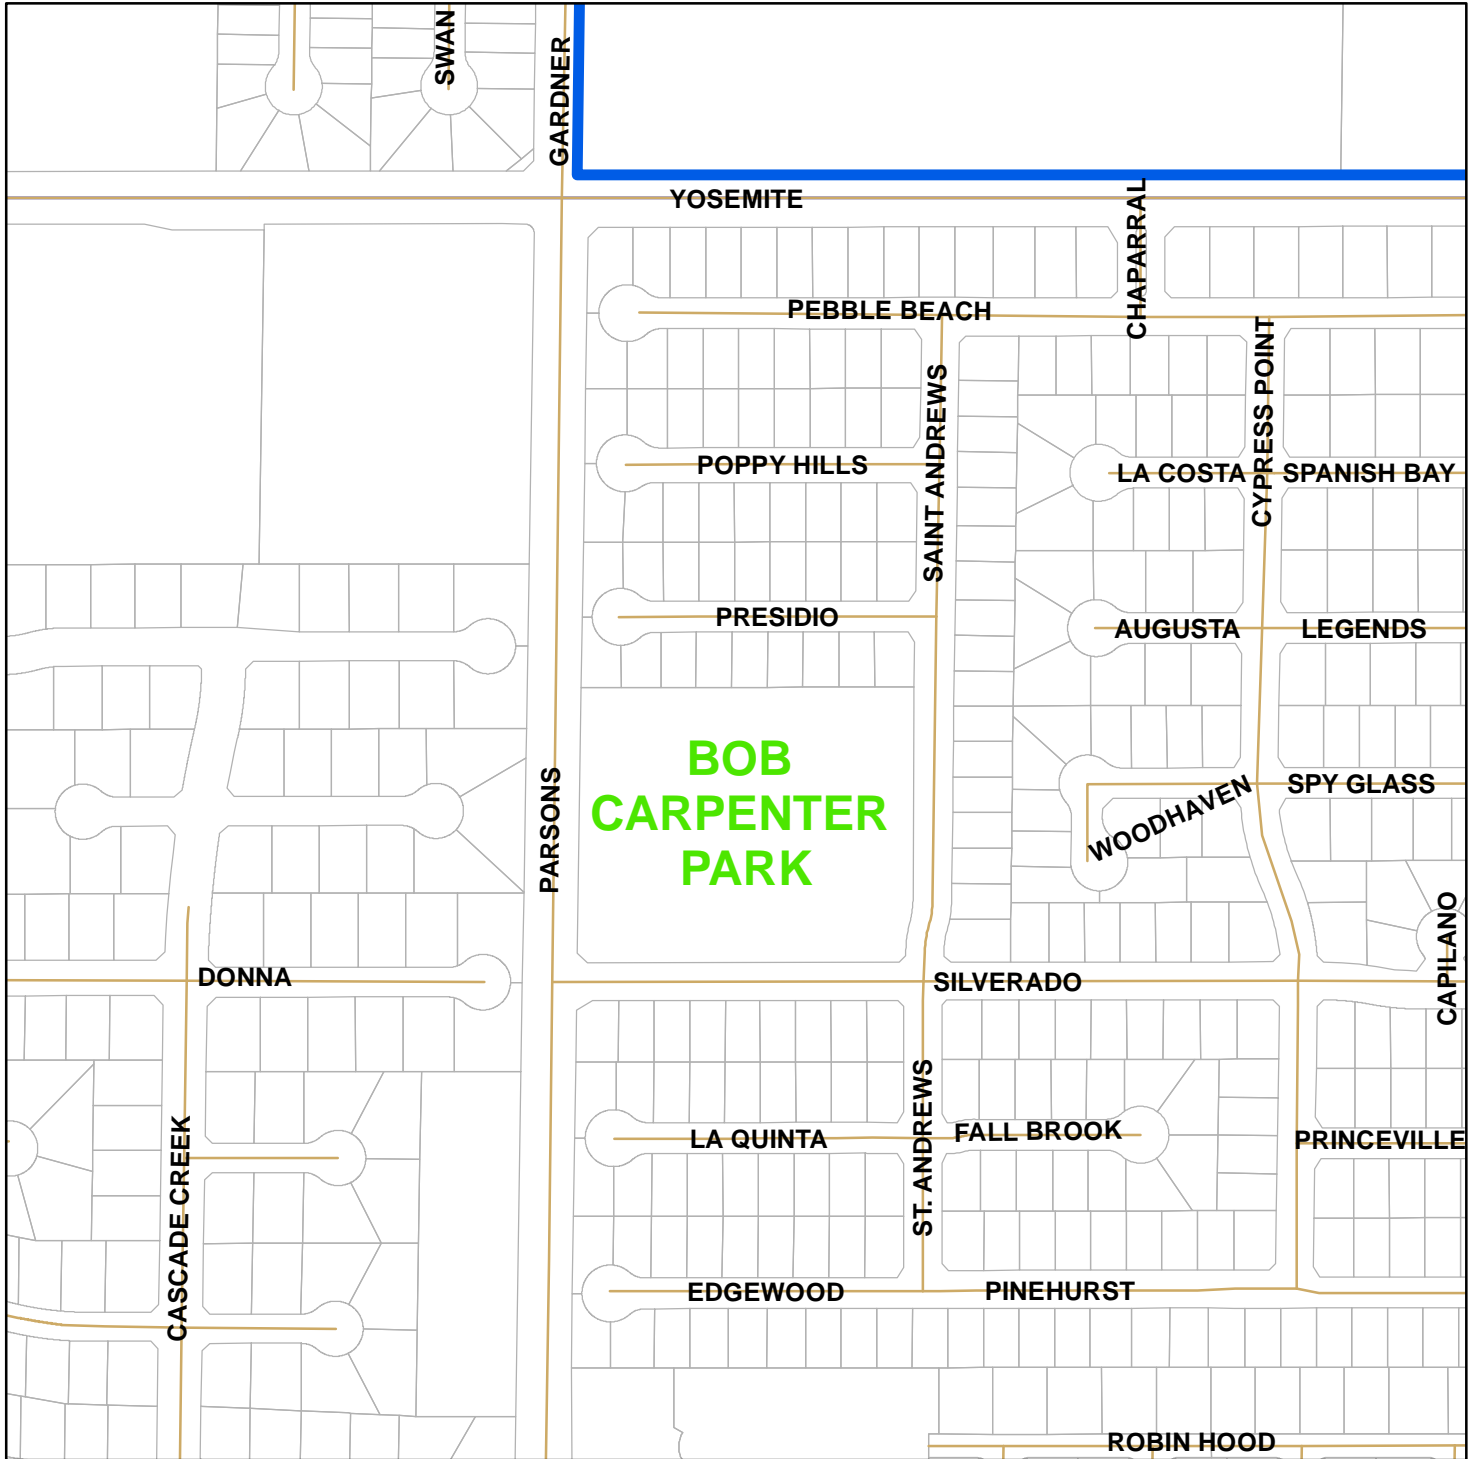 SWAN
GARDNER
YOSEMITE
CHAPARRAL
PEBBLE BEACH
CYPRESS POINT
SAINT ANDREWS
POPPY HILLS
LA COSTA
SPANISH BAY
PRESIDIO
AUGUSTA
LEGENDS
BOB
CARPENTER
PARK
PARSONS
SPY GLASS
WOODHAVEN
CAPILANO
DONNA
SILVERADO
ST. ANDREWS
CASCADE CREEK
LA QUINTA
FALL BROOK
PRINCEVILLE
EDGEWOOD
PINEHURST
ROBIN HOOD